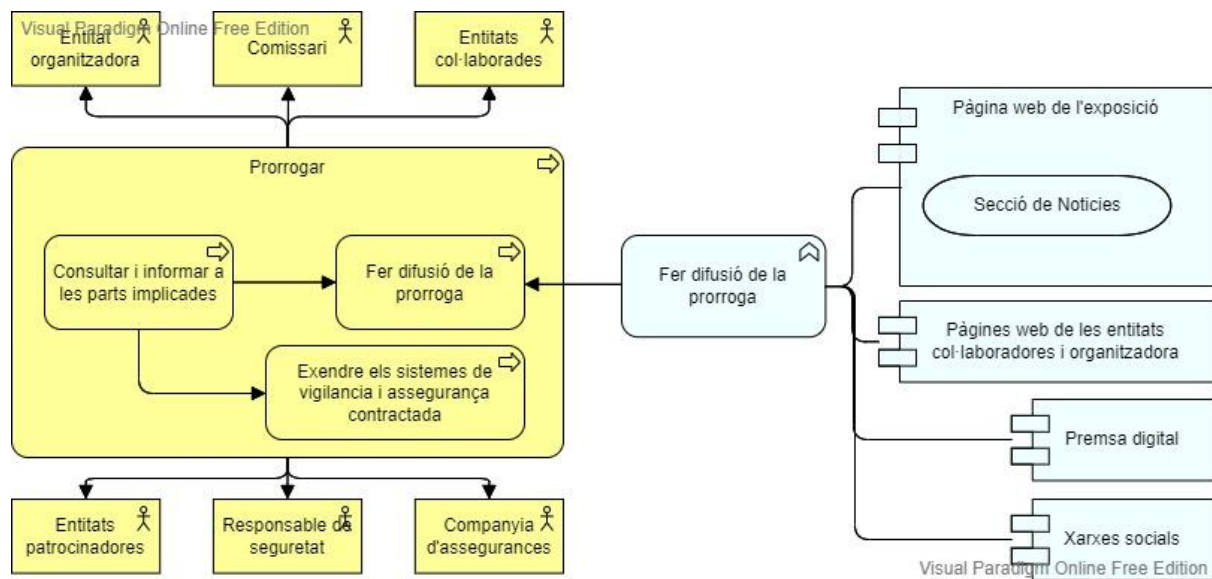 Visual Paradigm Online Free Edition
Entitat
organitzadora
Comissari
Entitats
col·laborades
Prorrogar
Consultar i informar a
les parts implicades
Fer difusió de la
prorroga
Exendre els sistemes de
vigilancia i assegurança
contractada
Fer difusió de la
prorroga
Pàgina web de l'exposició
Secció de Noticies
Pàgines web de les entitats
col·laboradores i organitzadora
Premsa digital
Xarxes socials
Entitats
patrocinadores
Responsable de
seguretat
Companyia
d'assegurances
Visual Paradigm Online Free Edition